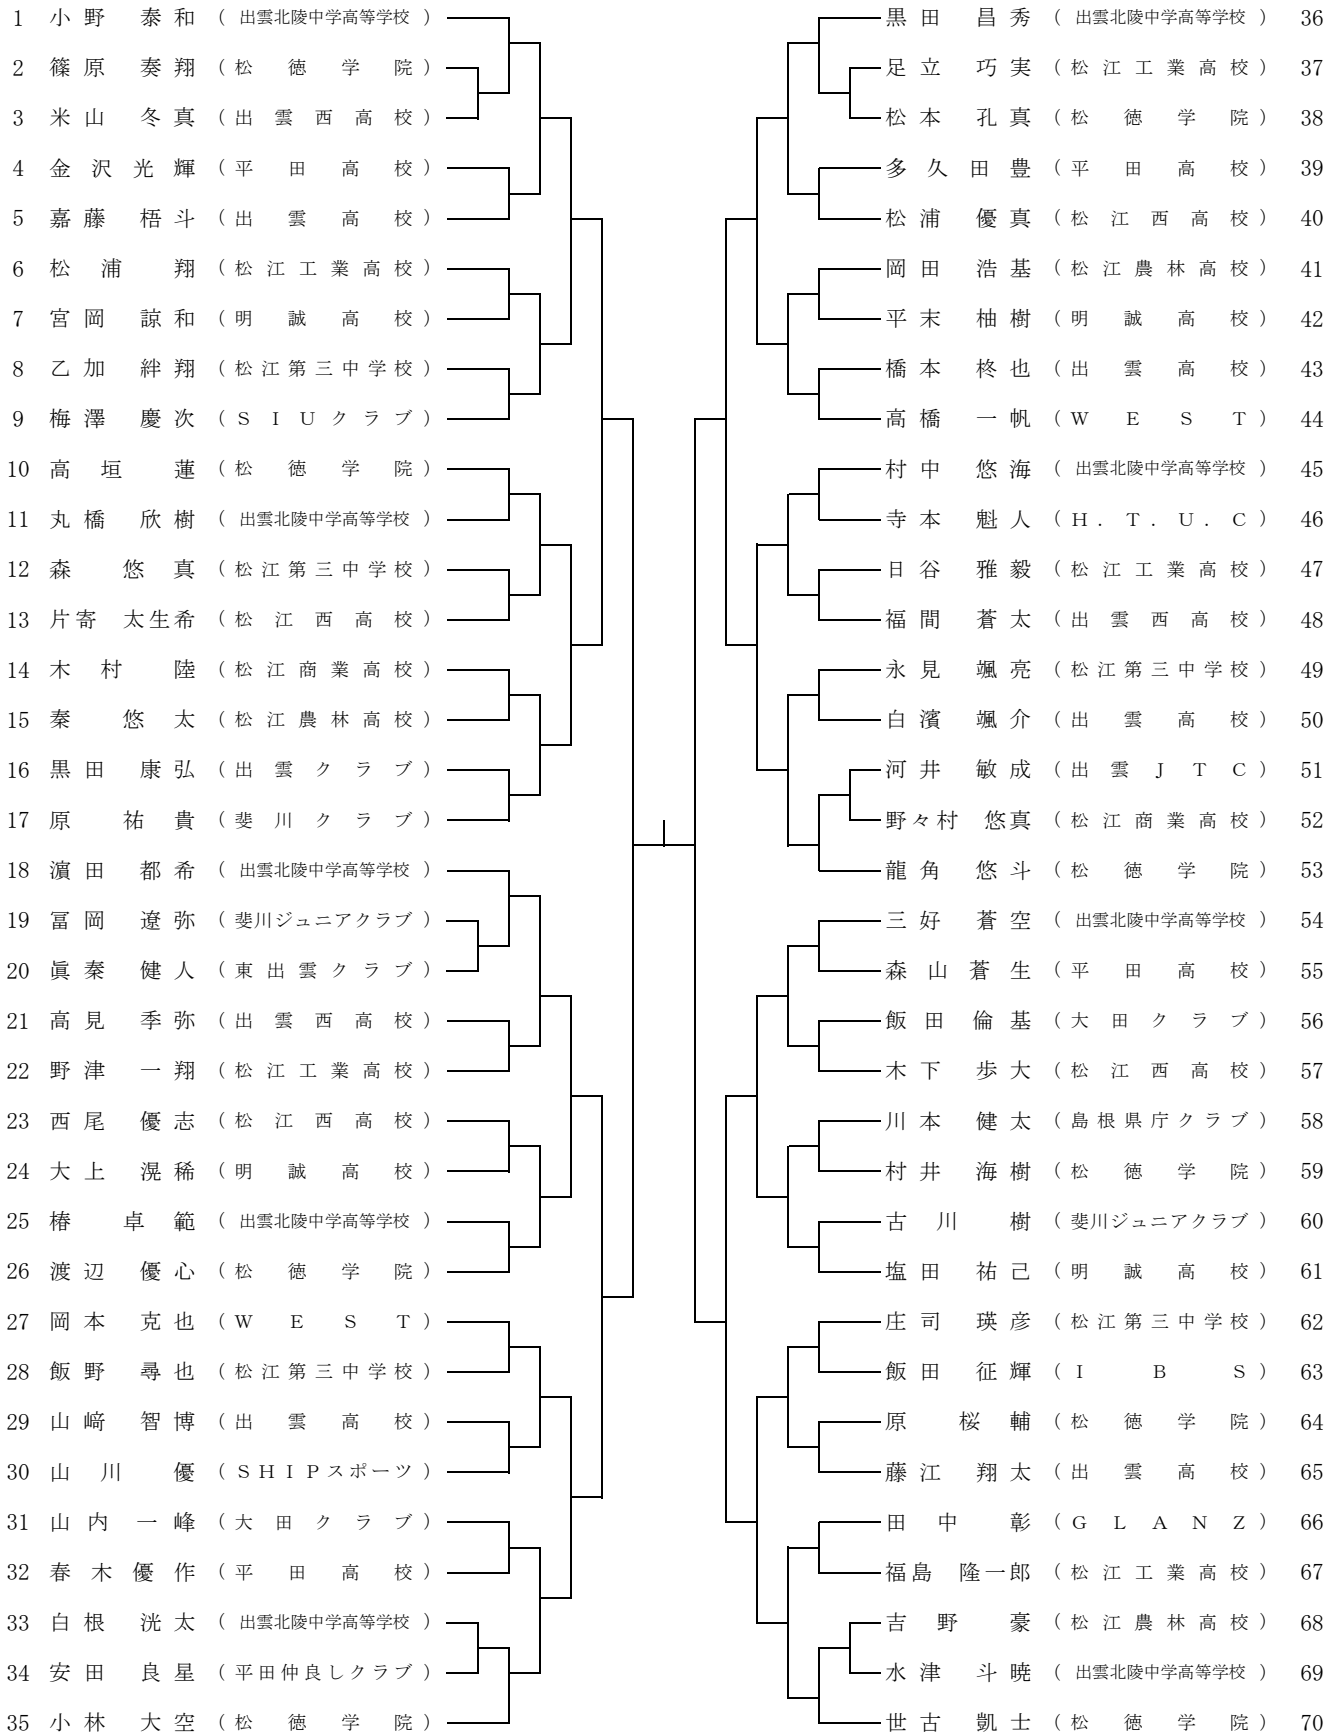 1 小野 泰和 (出雲北陵中学高等学校)
2 篠原 奏翔 (松徳学院)
3 米山 冬真 (出雲西高校)
4 金沢光輝 (平田高校)
5 嘉藤 梧斗 (出雲高校)
6 松浦 翔 (松江工業高校)
7 宮岡 諒和 (明誠高校)
8 乙加 絆翔 (松江第三中学校)
9 梅澤 慶次 (SIUクラブ)
10 高垣 蓮 (松徳学院)
11 丸橋 欣樹 (出雲北陵中学高等学校)
12 森 悠真 (松江第三中学校)
13 片寄 太生希 (松江西高校)
14 木村 陸 (松江商業高校)
15 秦 悠太 (松江農林高校)
16 黒田 康弘 (出雲クラブ)
17 原 祐貴 (斐川クラブ)
18 濵田 都希 (出雲北陵中学高等学校)
19 冨岡 遼弥 (斐川ジュニアクラブ)
20 眞秦 健人 (東出雲クラブ)
21 高見 季弥 (出雲西高校)
22 野津 一翔 (松江工業高校)
23 西尾 優志 (松江西高校)
24 大上 滉稀 (明誠高校)
25 椿 卓範 (出雲北陵中学高等学校)
26 渡辺 優心 (松徳学院)
27 岡本 克也 (WEST)
28 飯野 尋也 (松江第三中学校)
29 山﨑 智博 (出雲高校)
30 山川 優 (SHIPスポーツ)
31 山内 一峰 (大田クラブ)
32 春木優作 (平田高校)
33 白根 洸太 (出雲北陵中学高等学校)
34 安田 良星 (平田仲良しクラブ)
35 小林 大空 (松徳学院)
黒田 昌秀 (出雲北陵中学高等学校) 36
足立 巧実 (松江工業高校) 37
松本 孔真 (松徳学院) 38
多久田豊 (平田高校) 39
松浦 優真 (松江西高校) 40
岡田 浩基 (松江農林高校) 41
平末 柚樹 (明誠高校) 42
橋本 柊也 (出雲高校) 43
高橋 一帆 (WEST) 44
村中 悠海 (出雲北陵中学高等学校) 45
寺本 魁人 (H.T.U.C) 46
日谷 雅毅 (松江工業高校) 47
福間 蒼太 (出雲西高校) 48
永見 颯亮 (松江第三中学校) 49
白濱 颯介 (出雲高校) 50
河井 敏成 (出雲JTC) 51
野々村 悠真 (松江商業高校) 52
龍角 悠斗 (松徳学院) 53
三好 蒼空 (出雲北陵中学高等学校) 54
森山蒼生 (平田高校) 55
飯田倫基 (大田クラブ) 56
木下 歩大 (松江西高校) 57
川本 健太 (島根県庁クラブ) 58
村井 海樹 (松徳学院) 59
古川 樹 (斐川ジュニアクラブ) 60
塩田 祐己 (明誠高校) 61
庄司 瑛彦 (松江第三中学校) 62
飯田 征輝 (IBS) 63
原 桜輔 (松徳学院) 64
藤江 翔太 (出雲高校) 65
田中 彰 (GLANZ) 66
福島 隆一郎 (松江工業高校) 67
吉野 豪 (松江農林高校) 68
水津 斗暁 (出雲北陵中学高等学校) 69
世古 凱士 (松徳学院) 70